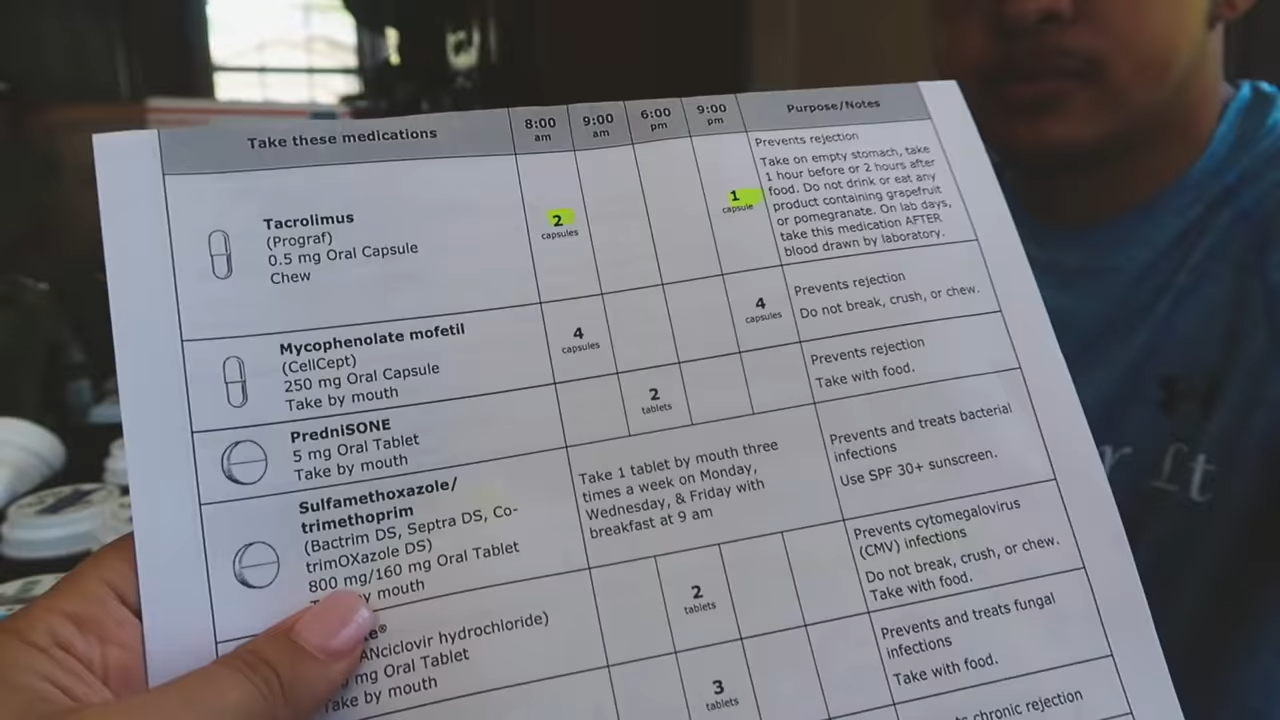 Take these medications
8:00
am
9:00
am
6:00
pm
9:00
pm
Purpose/Notes
Tacrolimus
(Prograf)
0.5 mg Oral Capsule
Chew
2
capsules
1
capsule
Prevents rejection
Take on empty stomach, take
1 hour before or 2 hours after
food. Do not drink or eat any
product containing grapefruit
or pomegranate. On lab days,
take this medication AFTER
blood drawn by laboratory.
Mycophenolate mofetil
(CellCept)
250 mg Oral Capsule
Take by mouth
4
capsules
4
capsules
Prevents rejection
Do not break, crush, or chew.
PredniSONE
5 mg Oral Tablet
Take by mouth
2
tablets
Prevents rejection
Take with food.
Sulfamethoxazole/
trimethoprim
(Bactrim DS, Septra DS, Co-
trimOXazole DS)
800 mg/160 mg Oral Tablet
mouth
Take 1 tablet by mouth three
times a week on Monday,
Wednesday, & Friday with
breakfast at 9 am
Prevents and treats bacterial
infections
Use SPF 30+ sunscreen.
ANciclovir hydrochloride)
mg Oral Tablet
Take by mouth
2
tablets
Prevents cytomegalovirus
(CMV) infections
Do not break, crush, or chew.
Take with food.
3
tablets
Prevents and treats fungal
infections
Take with food.
chronic rejection